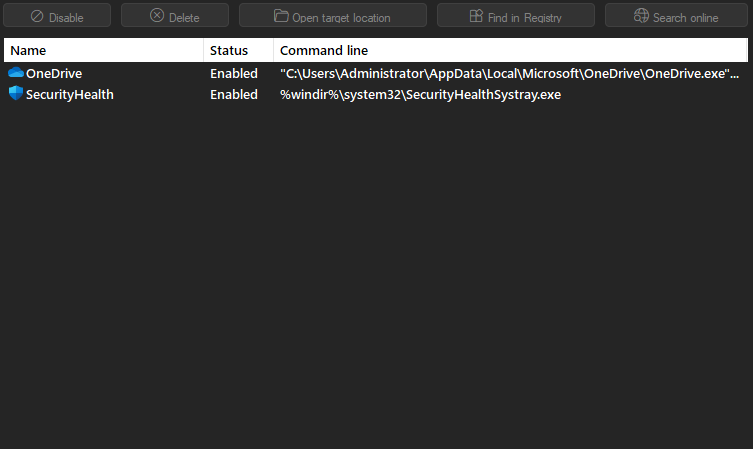 Disable Delete Open target location Find in Registry Search online
Name Status Command line
OneDrive Enabled "C:\Users\Administrator\AppData\Local\Microsoft\OneDrive\OneDrive.exe"...
SecurityHealth Enabled %windir%\system32\SecurityHealthSystray.exe